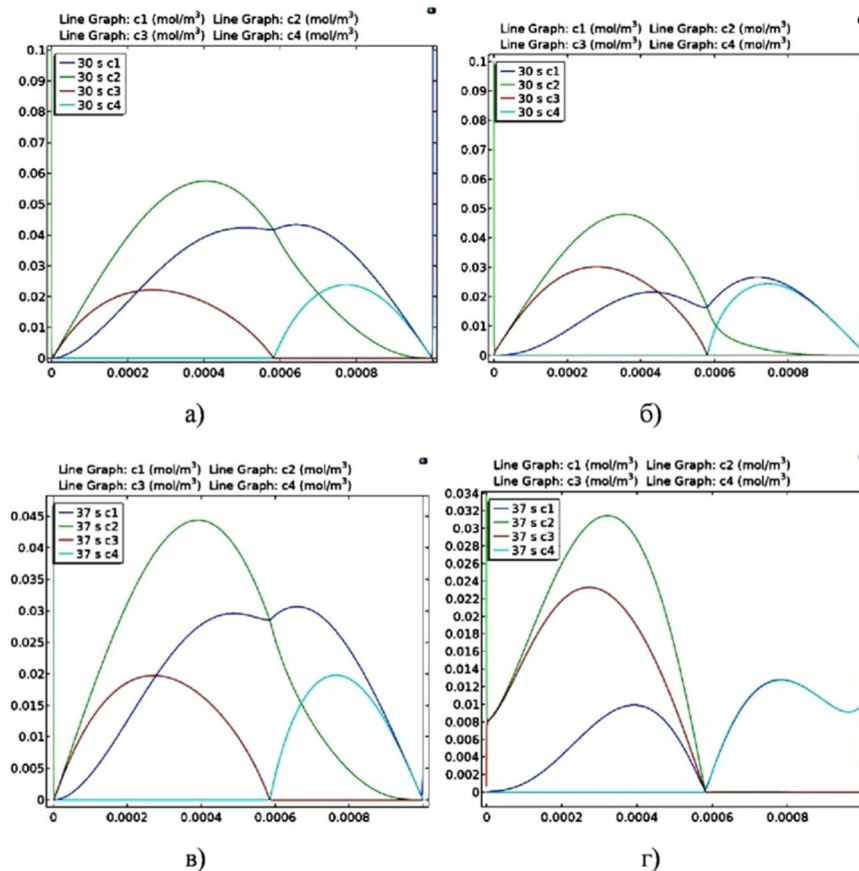 Line Graph: c1 (mol/m³) Line Graph: c2 (mol/m³)
Line Graph: c3 (mol/m³) Line Graph: c4 (mol/m³)
0.1
0.09
0.08
0.07
0.06
0.05
0.04
0.03
0.02
0.01
0
30 s c1
30 s c2
30 s c3
30 s c4
0 0.0002 0.0004 0.0006 0.0008
а)
Line Graph: c1 (mol/m³) Line Graph: c2 (mol/m³)
Line Graph: c3 (mol/m³) Line Graph: c4 (mol/m³)
0.1
0.09
0.08
0.07
0.06
0.05
0.04
0.03
0.02
0.01
0
30 s c1
30 s c2
30 s c3
30 s c4
0 0.0002 0.0004 0.0006 0.0008
б)
Line Graph: c1 (mol/m³) Line Graph: c2 (mol/m³)
Line Graph: c3 (mol/m³) Line Graph: c4 (mol/m³)
0.045
0.04
0.035
0.03
0.025
0.02
0.015
0.01
0.005
0
37 s c1
37 s c2
37 s c3
37 s c4
0 0.0002 0.0004 0.0006 0.0008
в)
Line Graph: c1 (mol/m³) Line Graph: c2 (mol/m³)
Line Graph: c3 (mol/m³) Line Graph: c4 (mol/m³)
0.034
0.03
0.028
0.026
0.024
0.022
0.02
0.018
0.016
0.014
0.012
0.01
0.008
0.006
0.004
0.002
0
37 s c1
37 s c2
37 s c3
37 s c4
0 0.0002 0.0004 0.0006 0.0008
г)